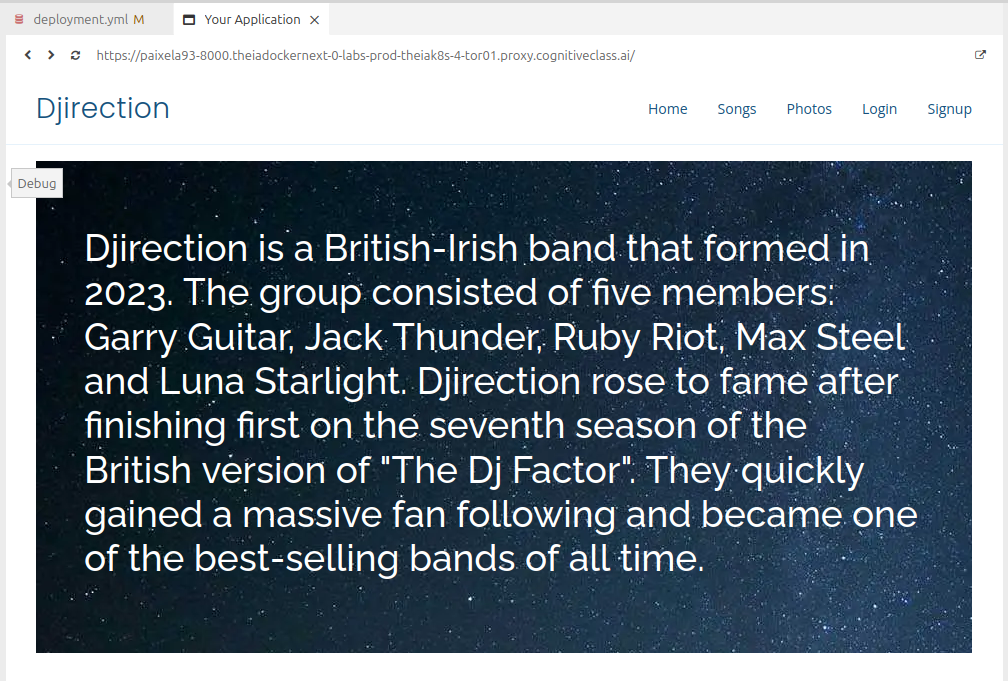 deployment.yml M
Your Application
https://paixela93-8000.theiadockernext-0-labs-prod-theiak8s-4-tor01.proxy.cognitiveclass.ai/
Djirection
Home Songs Photos Login Signup
Debug
Djirection is a British-Irish band that formed in
2023. The group consisted of five members:
Garry Guitar, Jack Thunder, Ruby Riot, Max Steel
and Luna Starlight. Djirection rose to fame after
finishing first on the seventh season of the
British version of "The Dj Factor". They quickly
gained a massive fan following and became one
of the best-selling bands of all time.